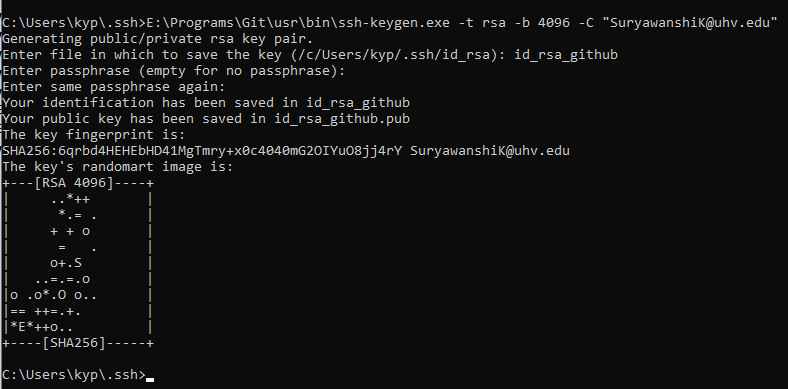 C:\Users\kyp\.ssh>E:\Programs\Git\usr\bin\ssh-keygen.exe -t rsa -b 4096 -C "SuryawanshiK@uhv.edu"
Generating public/private rsa key pair.
Enter file in which to save the key (/c/Users/kyp/.ssh/id_rsa): id_rsa_github
Enter passphrase (empty for no passphrase):
Enter same passphrase again:
Your identification has been saved in id_rsa_github
Your public key has been saved in id_rsa_github.pub
The key fingerprint is:
SHA256:6qrbd4HEHEbHD41MgTmry+x0c4040mG2OIYuO8jj4rY SuryawanshiK@uhv.edu
The key's randomart image is:
+---[RSA 4096]----+
|     ..*++       |
|      *.= .      |
|     + + o       |
|      =   .      |
|     o+.S        |
|   ..=.=.o       |
|o .o*.O o..      |
|== ++=.+.        |
|*E*++o..         |
+----[SHA256]-----+
C:\Users\kyp\.ssh>